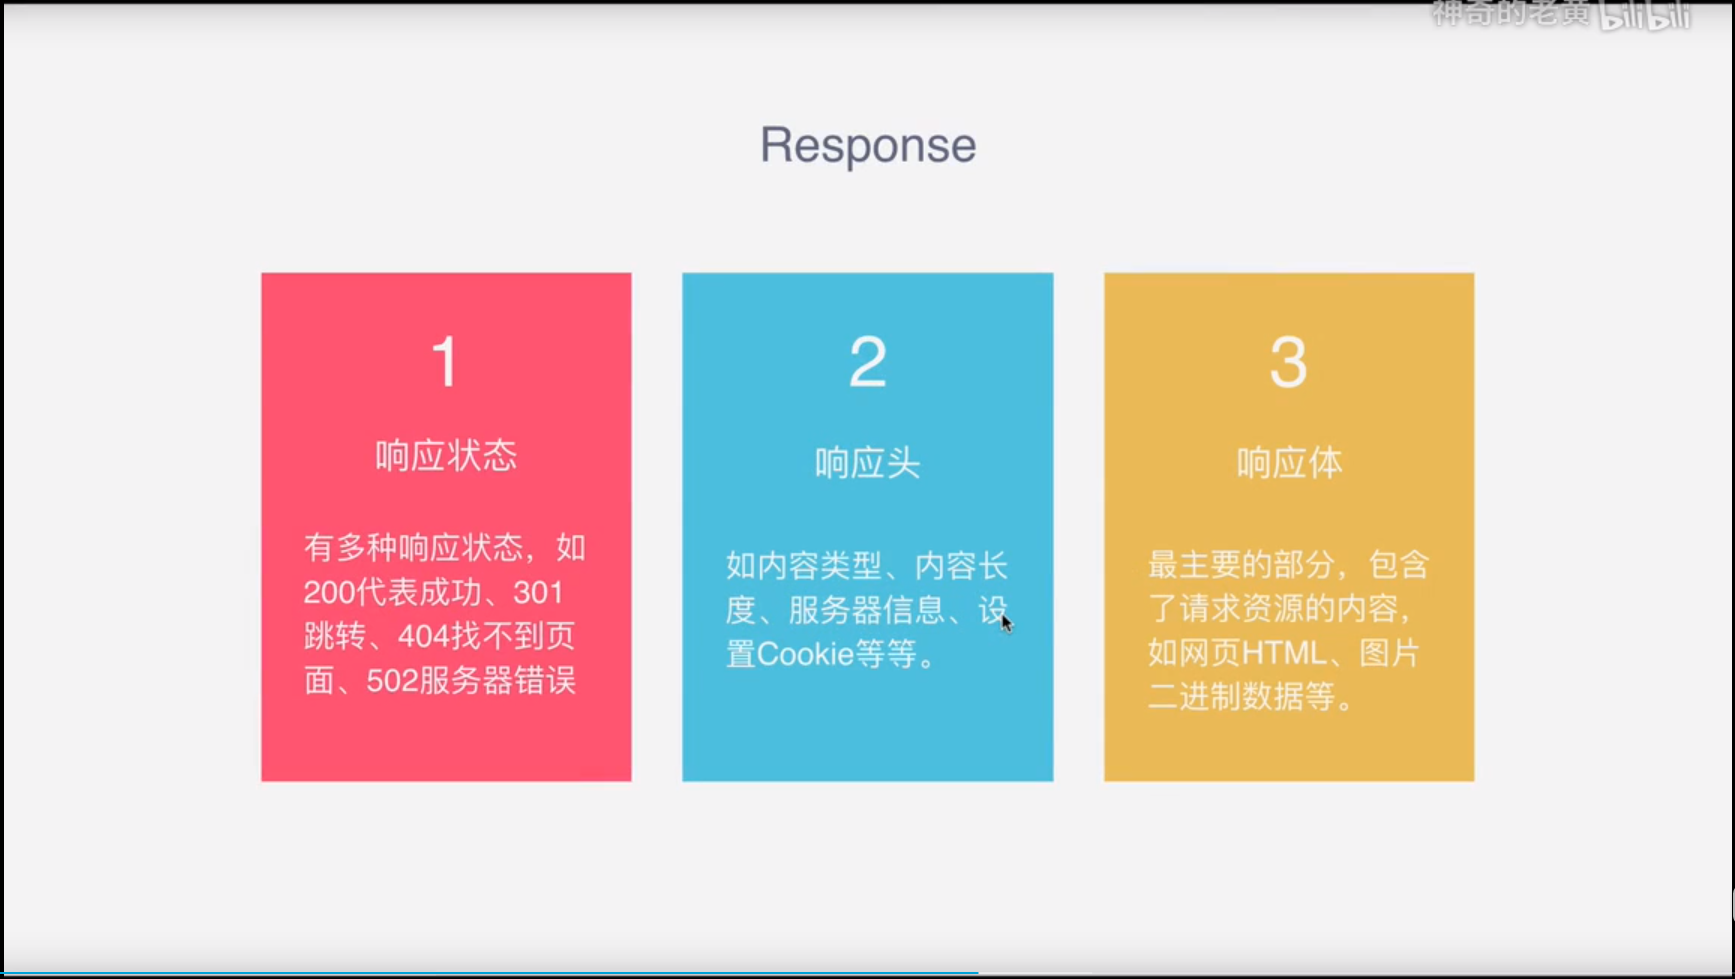 神奇的老黄 bilibili
Response
1
响应状态
有多种响应状态，如
200代表成功、301
跳转、404找不到页
面、502服务器错误
2
响应头
如内容类型、内容长
度、服务器信息、设
置Cookie等等。
3
响应体
最主要的部分，包含
了请求资源的内容，
如网页HTML、图片
二进制数据等。